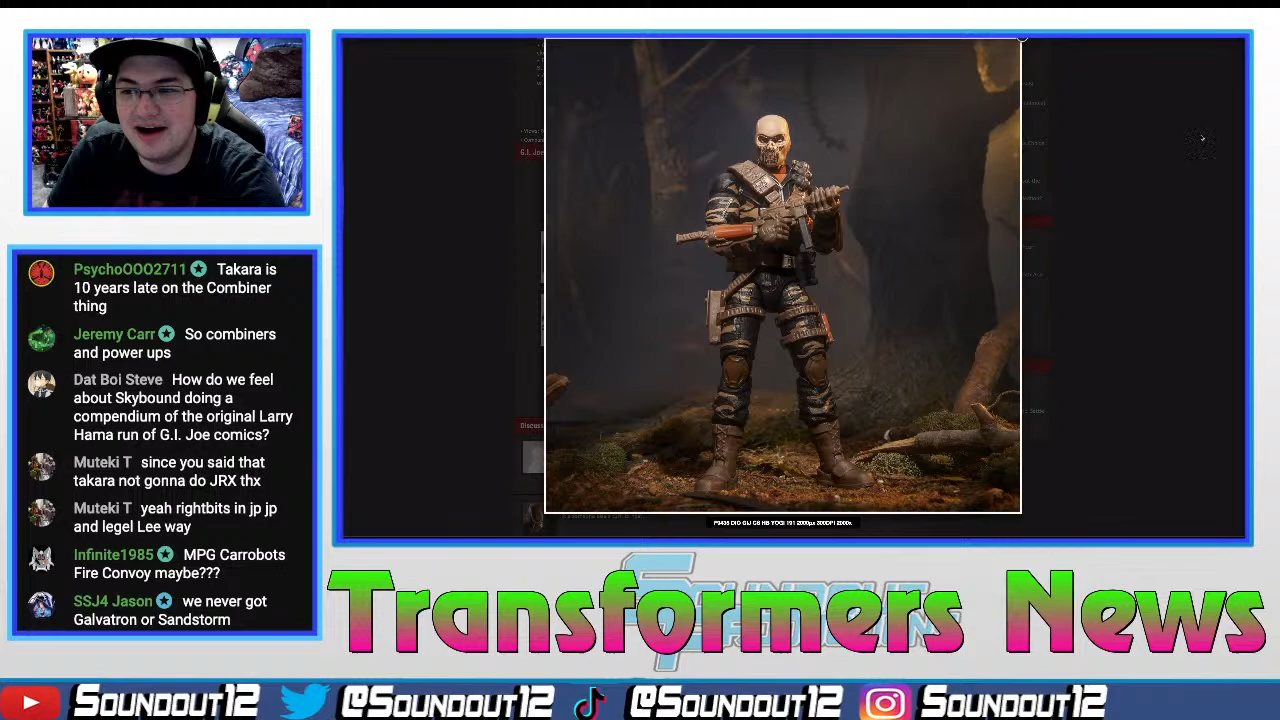 PsychoOOO2711 Takara is
10 years late on the Combiner
thing
Jeremy Carr So combiners
and power ups
Dat Boi Steve How do we feel
about Skybound doing a
compendium of the original Larry
Hama run of G.I. Joe comics?
Muteki T since you said that
takara not gonna do JRX thx
Muteki T yeah rightbits in jp jp
and legel Lee way
Infinite1985 MPG Carrobots
Fire Convoy maybe???
SSJ4 Jason we never got
Galvatron or Sandstorm
G.I. Joe
Discuss
Transformers News
Soundout12 @Soundout12 @Soundout12 Soundout12